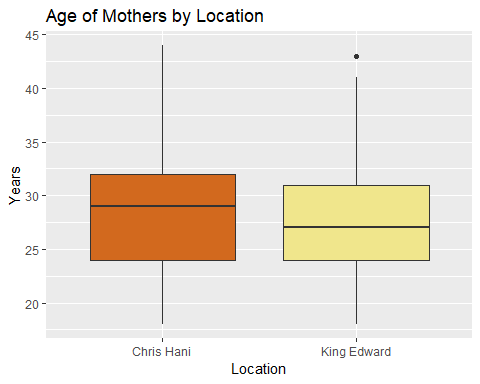 Age of Mothers by Location
Years
45
40
35
30
25
20
Chris Hani
King Edward
Location